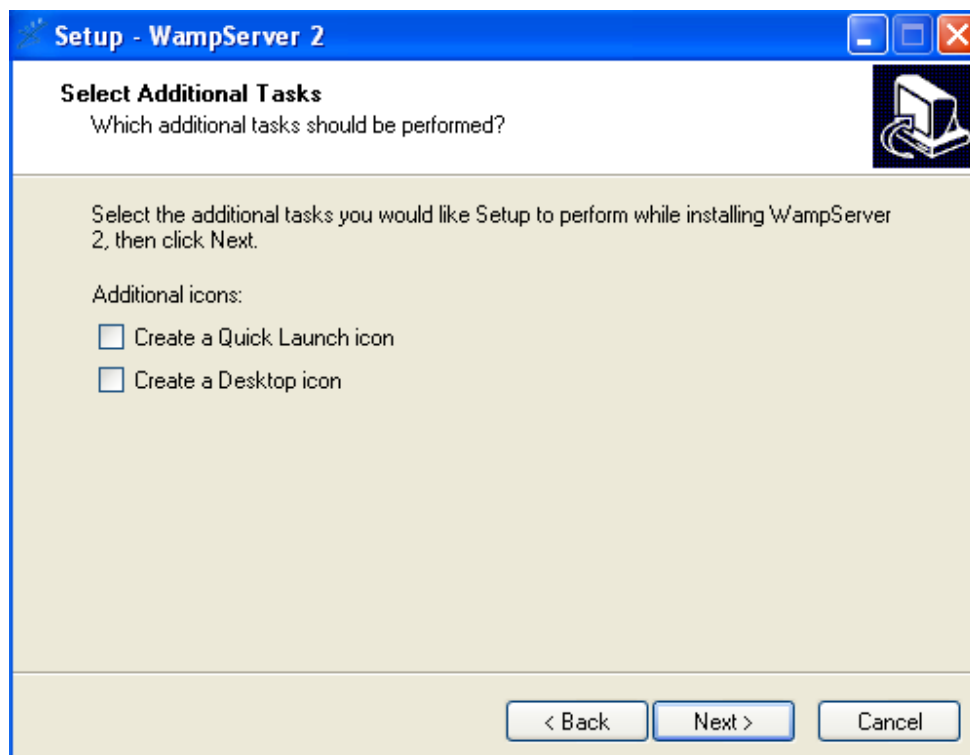 Setup - WampServer 2
Select Additional Tasks
Which additional tasks should be performed?
Select the additional tasks you would like Setup to perform while installing WampServer
2, then click Next.
Additional icons:
Create a Quick Launch icon
Create a Desktop icon
< Back
Next >
Cancel